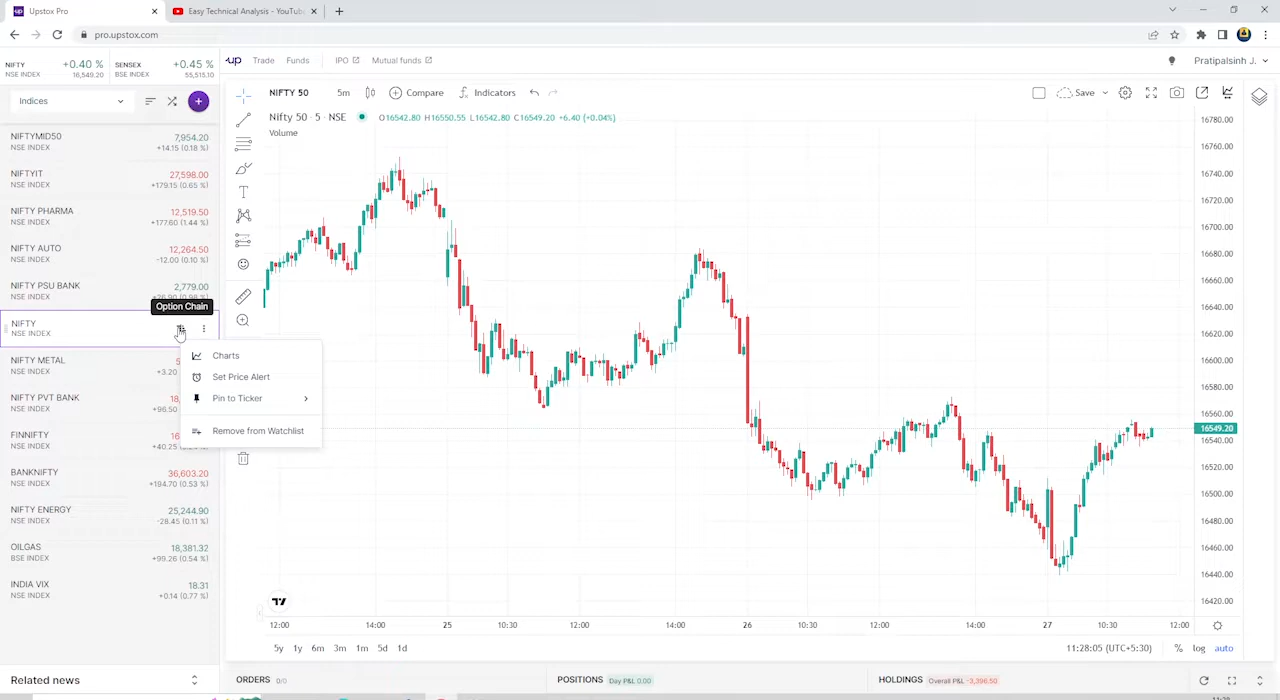 Upstox Pro
Easy Technical Analysis - YouTube
pro.upstox.com
NIFTY +0.40 % SENSEX +0.45 %
NSE INDEX 16,549.20 BSE INDEX 55,515.10
up Trade Funds IPO Mutual funds Pratipalsinh J.
Indices
NIFTY 50 5m Compare Indicators Save
Nifty 50 · 5 · NSE O16542.80 H16550.55 L16542.80 C16549.20 +6.40 (+0.04%)
Volume
NIFTYMID50 7,954.20
NSE INDEX +14.15 (0.18 %)
NIFTYIT 27,598.00
NSE INDEX +179.15 (0.65 %)
NIFTY PHARMA 12,519.50
NSE INDEX +177.60 (1.44 %)
NIFTY AUTO 12,264.50
NSE INDEX -12.00 (0.10 %)
NIFTY PSU BANK 2,779.00
NSE INDEX
Option Chain
NIFTY
NSE INDEX
Charts
Set Price Alert
Pin to Ticker
Remove from Watchlist
NIFTY METAL
NSE INDEX +3.20
NIFTY PVT BANK
NSE INDEX +96.50
FINNIFTY
NSE INDEX +40.25
BANKNIFTY 36,603.20
NSE INDEX +194.70 (0.53 %)
NIFTY ENERGY 25,244.90
NSE INDEX -28.45 (0.11 %)
OILGAS 18,381.32
BSE INDEX +99.26 (0.54 %)
INDIA VIX 18.31
NSE INDEX +0.14 (0.77 %)
16780.00
16760.00
16740.00
16720.00
16700.00
16680.00
16660.00
16640.00
16620.00
16600.00
16580.00
16560.00
16549.20
16540.00
16520.00
16500.00
16480.00
16460.00
16440.00
16420.00
12:00 14:00 25 10:30 12:00 14:00 26 10:30 12:00 14:00 27 10:30 12:00
5y 1y 6m 3m 1m 5d 1d 11:28:05 (UTC+5:30) % log auto
Related news
ORDERS 0/0 POSITIONS Day P&L 0.00 HOLDINGS Overall P&L -3,396.50